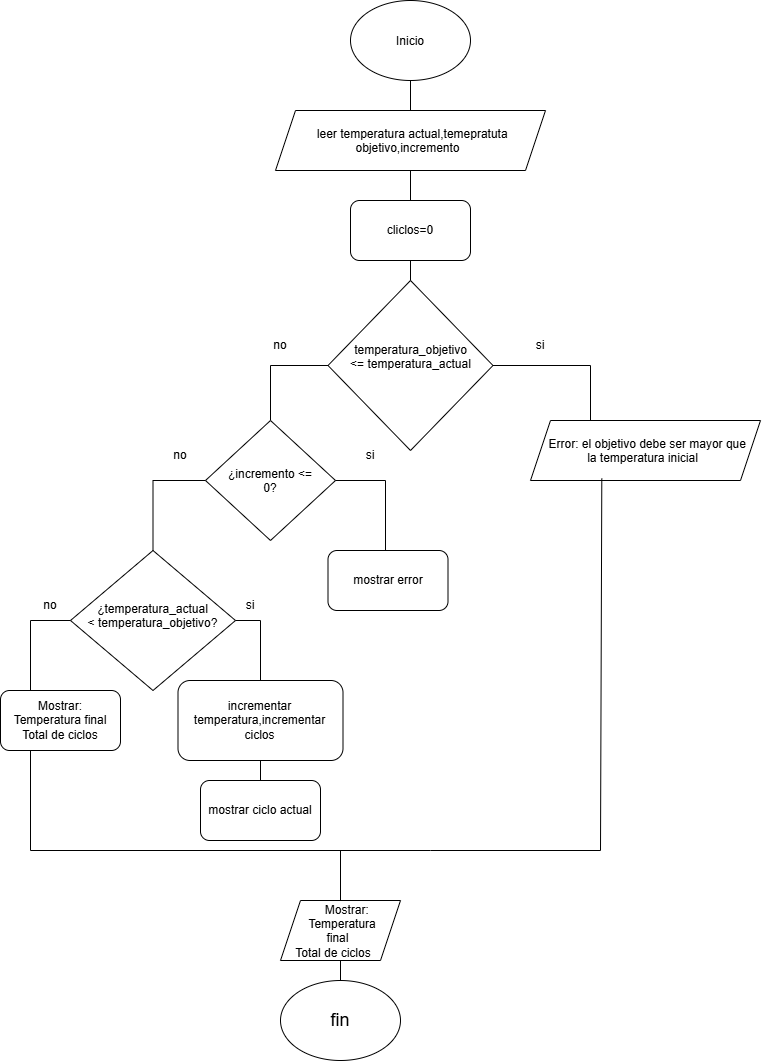 Inicio
leer temperatura actual,temepratuta
objetivo,incremento
cliclos=0
temperatura_objetivo
<= temperatura_actual
no
si
Error: el objetivo debe ser mayor que
la temperatura inicial
¿incremento <=
0?
no
si
mostrar error
¿temperatura_actual
< temperatura_objetivo?
no
si
Mostrar:
Temperatura final
Total de ciclos
incrementar
temperatura,incrementar
ciclos
mostrar ciclo actual
Mostrar:
Temperatura
final
Total de ciclos
fin